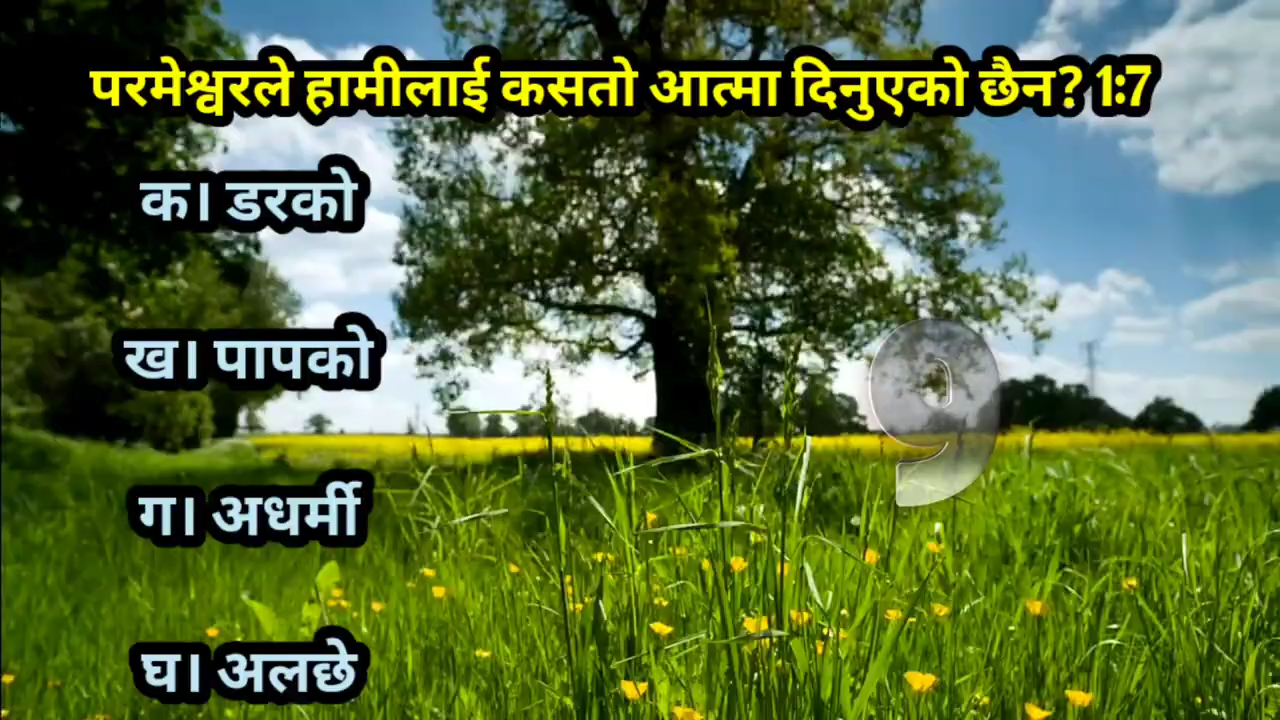 परमेश्वरले हामीलाई कसतो आत्मा दिनुएको छैन? 1:7
क। डरको
ख। पापको
9
ग। अधर्मी
घ। अलछे